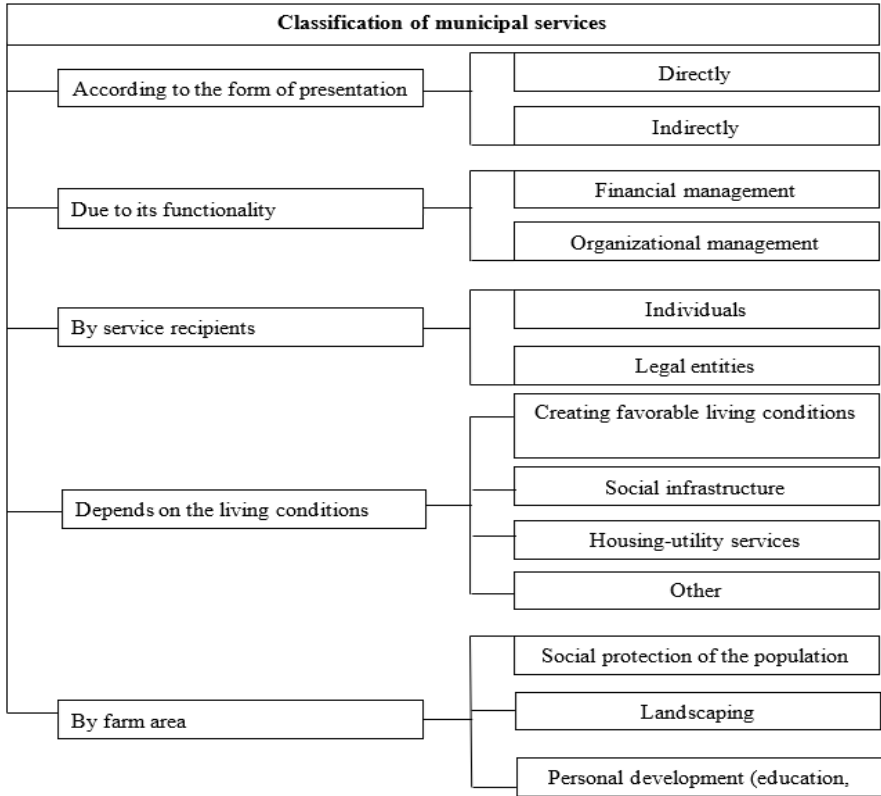 Classification of municipal services
According to the form of presentation
Directly
Indirectly
Due to its functionality
Financial management
Organizational management
By service recipients
Individuals
Legal entities
Depends on the living conditions
Creating favorable living conditions
Social infrastructure
Housing-utility services
Other
By farm area
Social protection of the population
Landscaping
Personal development (education,